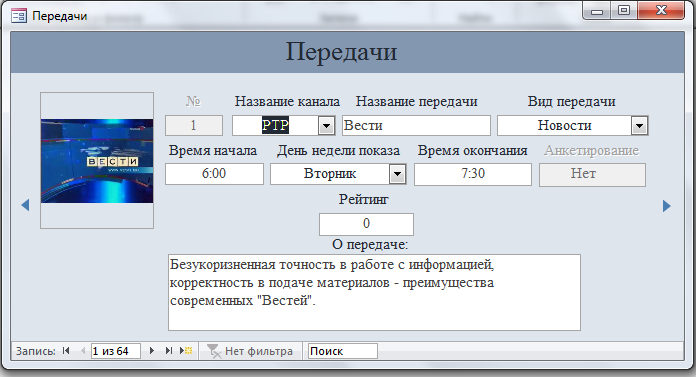 Передачи
Передачи
№ Название канала Название передачи Вид передачи
1 РТР Вести Новости
ВЕСТИ
Время начала День недели показа Время окончания Анкетирование
6:00 Вторник 7:30 Нет
Рейтинг
0
О передаче:
Безукоризненная точность в работе с информацией,
корректность в подаче материалов - преимущества
современных "Вестей".
Запись: 1 из 64 Нет фильтра Поиск